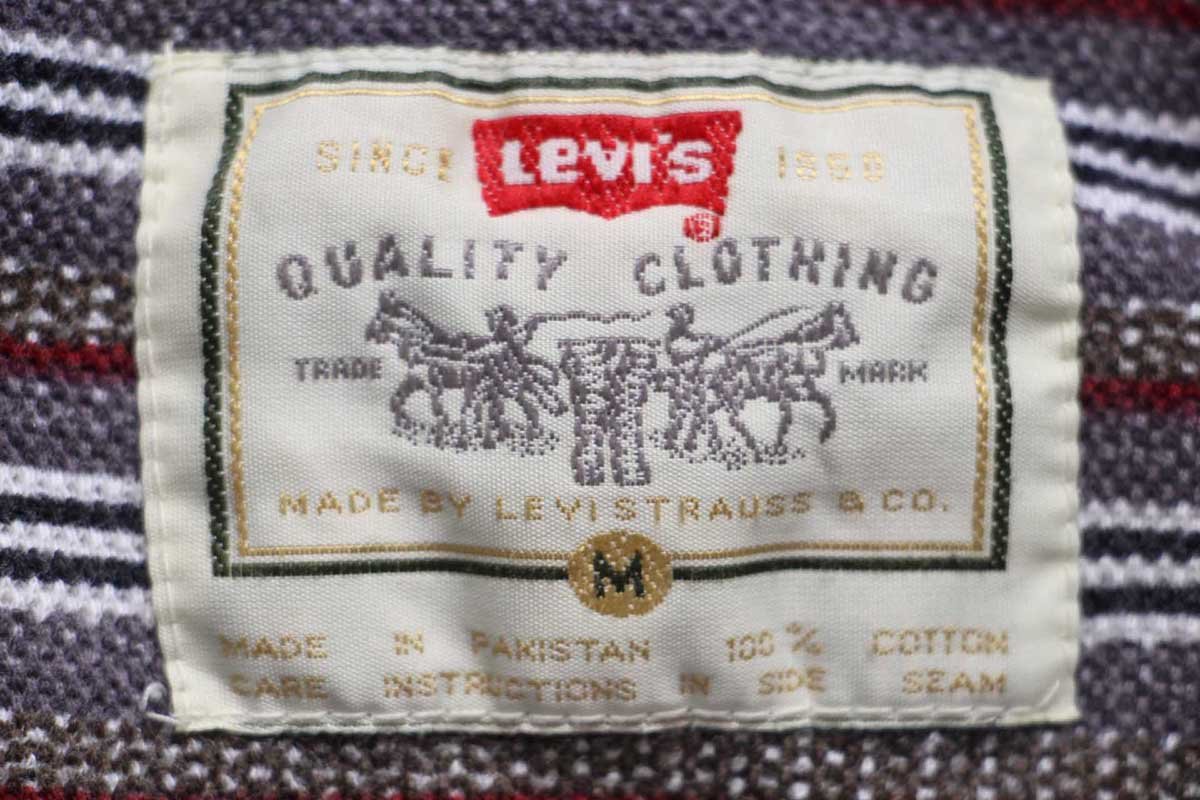 SINCE LEVI'S 1850
®
QUALITY CLOTHING
TRADE MARK
MADE BY LEVI STRAUSS & CO.
M
MADE IN PAKISTAN 100% COTTON
CARE INSTRUCTIONS IN SIDE SEAM